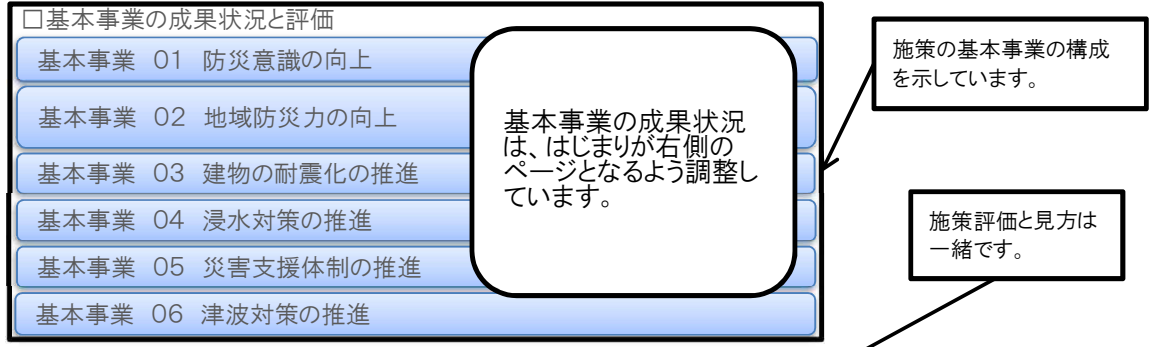 □基本事業の成果状況と評価
基本事業 01 防災意識の向上
基本事業 02 地域防災力の向上
基本事業 03 建物の耐震化の推進
基本事業 04 浸水対策の推進
基本事業 05 災害支援体制の推進
基本事業 06 津波対策の推進
基本事業の成果状況
は、はじまりが右側の
ページとなるよう調整し
ています。
施策の基本事業の構成
を示しています。
施策評価と見方は
一緒です。